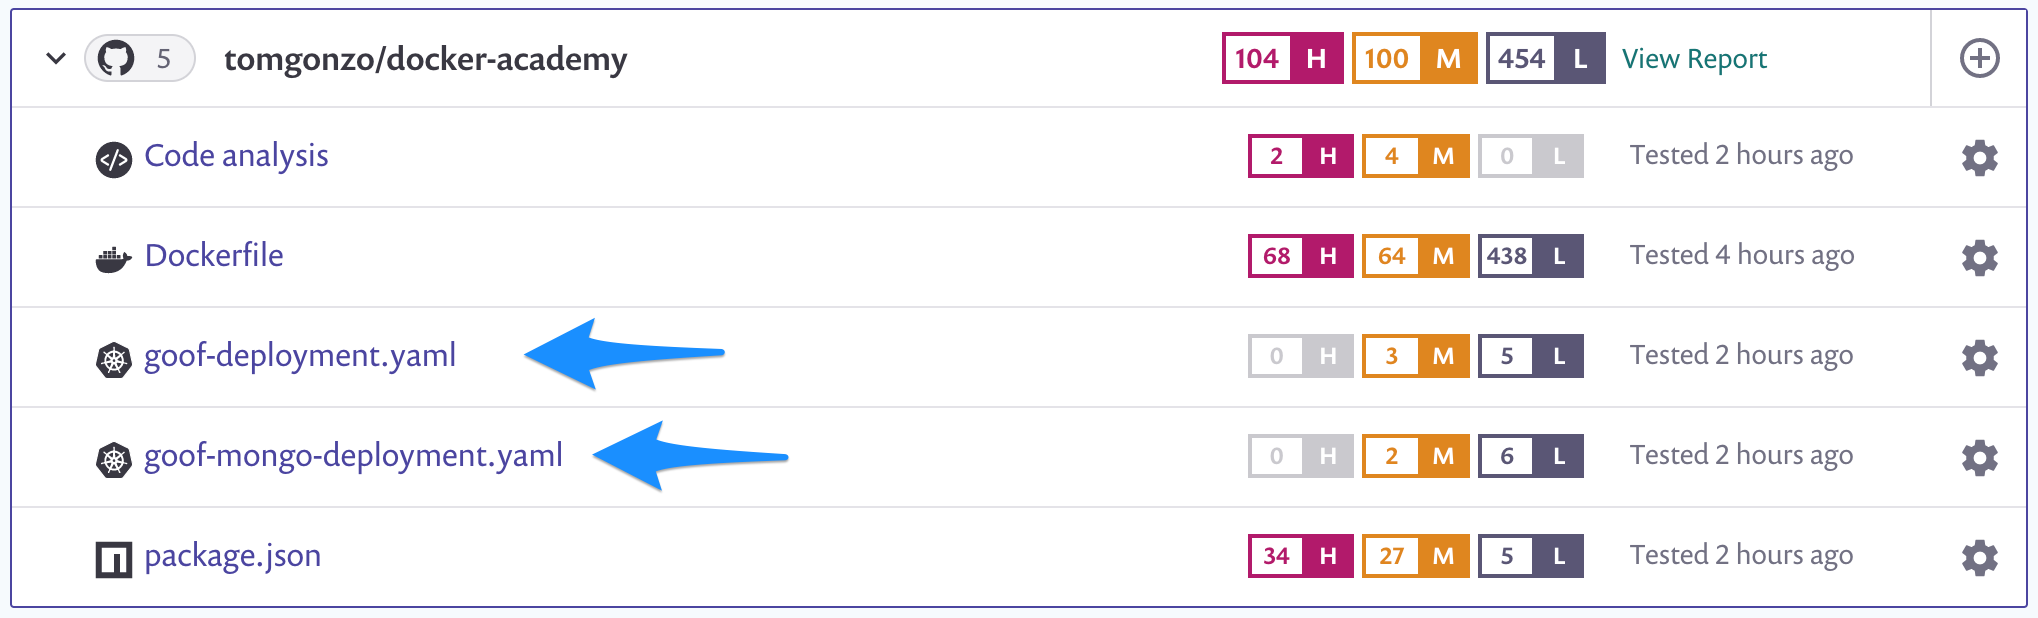 5 tomgonzo/docker-academy 104 H 100 M 454 L View Report
Code analysis 2 H 4 M 0 L Tested 2 hours ago
Dockerfile 68 H 64 M 438 L Tested 4 hours ago
goof-deployment.yaml 0 H 3 M 5 L Tested 2 hours ago
goof-mongo-deployment.yaml 0 H 2 M 6 L Tested 2 hours ago
package.json 34 H 27 M 5 L Tested 2 hours ago